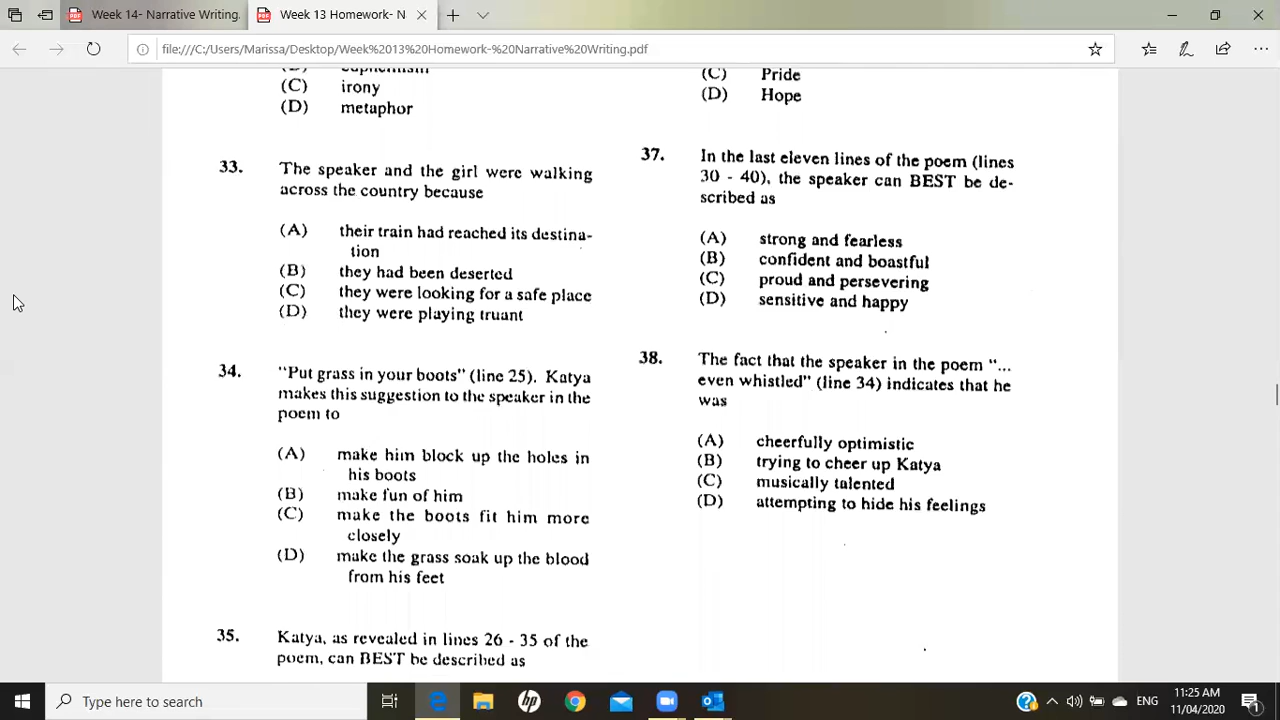 Week 14- Narrative Writing.
Week 13 Homework- N
file:///C:/Users/Marissa/Desktop/Week%2013%20Homework-%20Narrative%20Writing.pdf
(C) irony
(D) metaphor
33. The speaker and the girl were walking
across the country because
(A) their train had reached its destina-
tion
(B) they had been deserted
(C) they were looking for a safe place
(D) they were playing truant
34. "Put grass in your boots" (line 25). Katya
makes this suggestion to the speaker in the
poem to
(A) make him block up the holes in
his boots
(B) make fun of him
(C) make the boots fit him more
closely
(D) make the grass soak up the blood
from his feet
35. Katya, as revealed in lines 26 - 35 of the
poem, can BEST be described as
(C) Pride
(D) Hope
37. In the last eleven lines of the poem (lines
30 - 40), the speaker can BEST be de-
scribed as
(A) strong and fearless
(B) confident and boastful
(C) proud and persevering
(D) sensitive and happy
38. The fact that the speaker in the poem "...
even whistled" (line 34) indicates that he
was
(A) cheerfully optimistic
(B) trying to cheer up Katya
(C) musically talented
(D) attempting to hide his feelings
Type here to search
hp
ENG
11:25 AM
11/04/2020
1